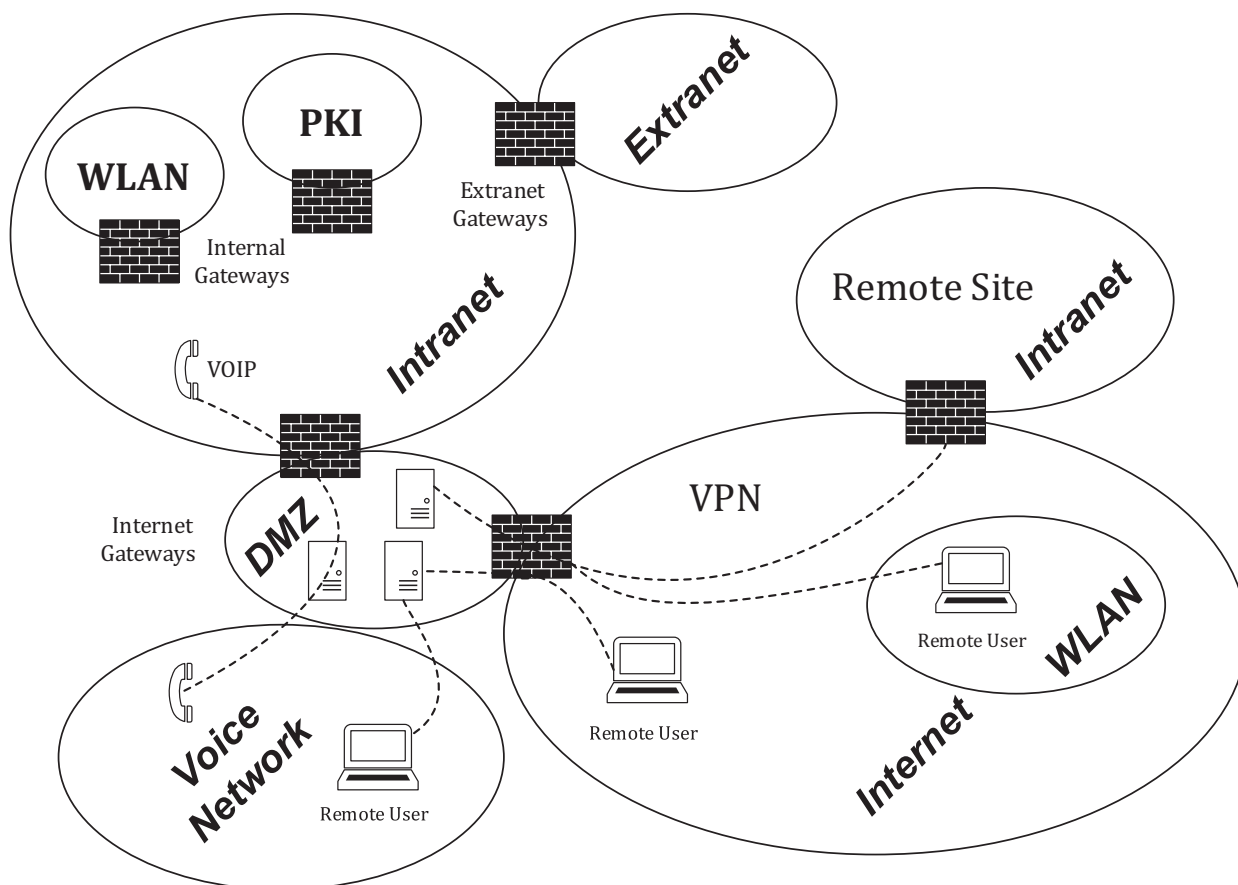 Extranet
PKI
WLAN
Extranet
Gateways
Internal
Gateways
Remote Site
Intranet
Intranet
VOIP
VPN
DMZ
Internet
Gateways
Remote User
WLAN
Internet
Remote User
Voice
Network
Remote User